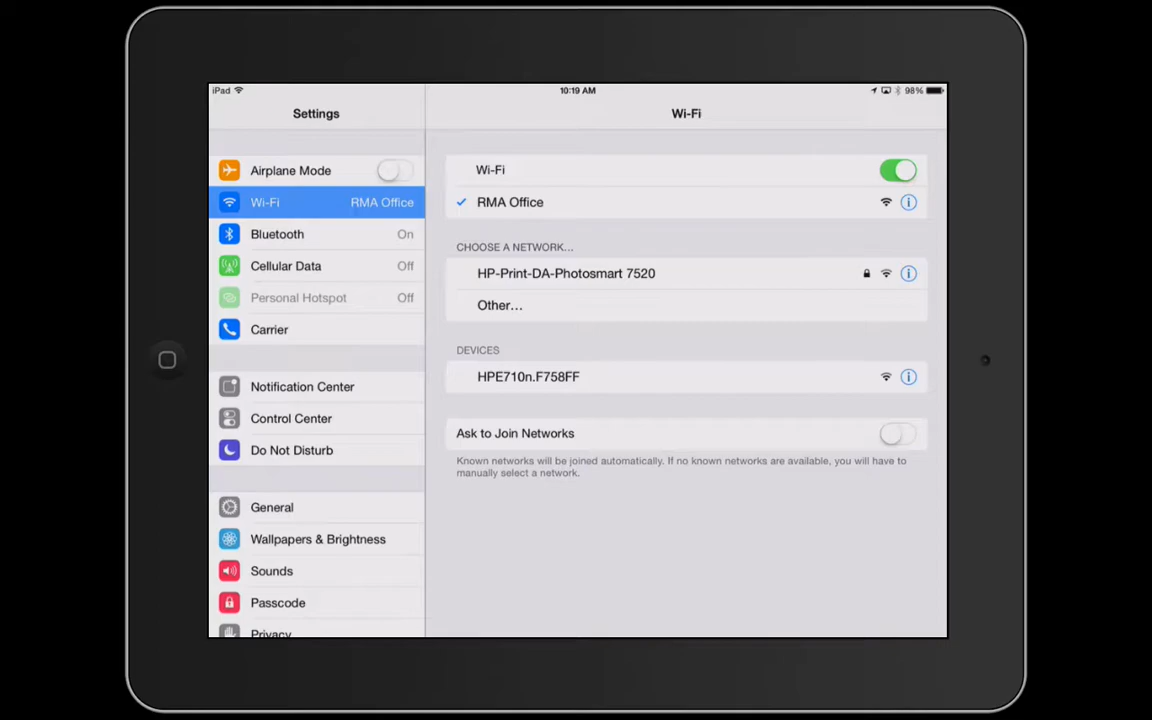 iPad
10:19 AM
98%
Settings
Airplane Mode
Wi-Fi RMA Office
Bluetooth On
Cellular Data Off
Personal Hotspot Off
Carrier
Notification Center
Control Center
Do Not Disturb
General
Wallpapers & Brightness
Sounds
Passcode
Privacy
Wi-Fi
Wi-Fi
RMA Office
CHOOSE A NETWORK...
HP-Print-DA-Photosmart 7520
Other...
DEVICES
HPE710n.F758FF
Ask to Join Networks
Known networks will be joined automatically. If no known networks are available, you will have to
manually select a network.